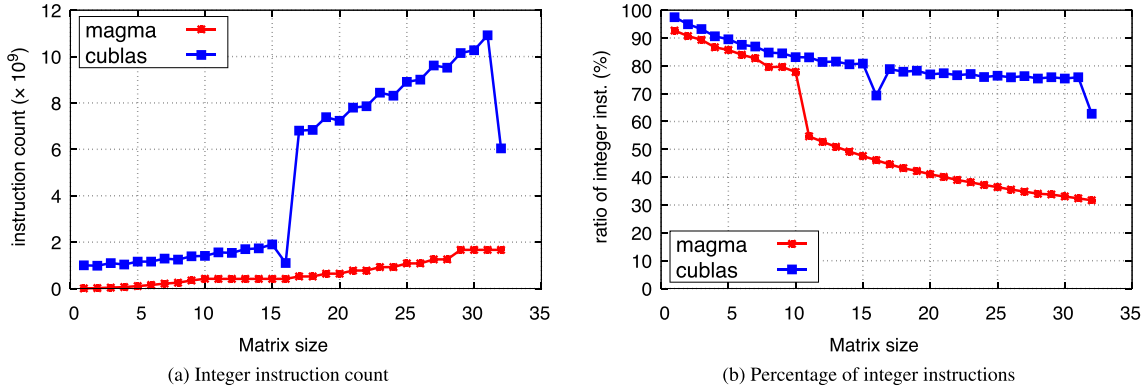 12
10
8
6
4
2
0
instruction count (× 10⁹)
magma
cublas
0 5 10 15 20 25 30 35
Matrix size
(a) Integer instruction count
100
90
80
70
60
50
40
30
20
10
0
ratio of integer inst. (%)
magma
cublas
0 5 10 15 20 25 30 35
Matrix size
(b) Percentage of integer instructions